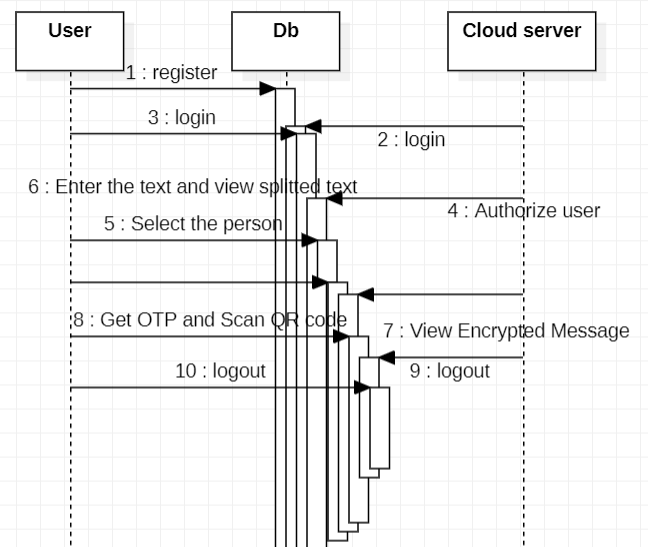 User
Db
Cloud server
1 : register
3 : login
2 : login
6 : Enter the text and view splitted text
4 : Authorize user
5 : Select the person
8 : Get OTP and Scan QR code
7 : View Encrypted Message
10 : logout
9 : logout